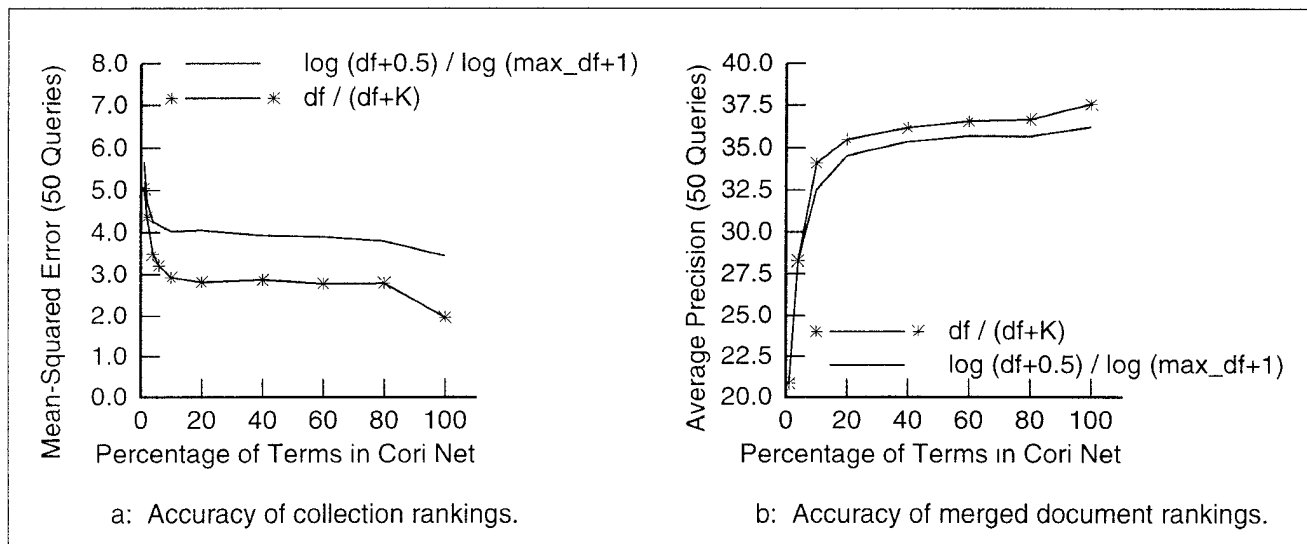 8.0
7.0
6.0
5.0
4.0
3.0
2.0
1.0
0.0
Mean-Squared Error (50 Queries)
log (df+0.5) / log (max_df+1)
df / (df+K)
0 20 40 60 80 100
Percentage of Terms in Cori Net
a: Accuracy of collection rankings.
40.0
37.5
35.0
32.5
30.0
27.5
25.0
22.5
20.0
Average Precision (50 Queries)
df / (df+K)
log (df+0.5) / log (max_df+1)
0 20 40 60 80 100
Percentage of Terms in Cori Net
b: Accuracy of merged document rankings.